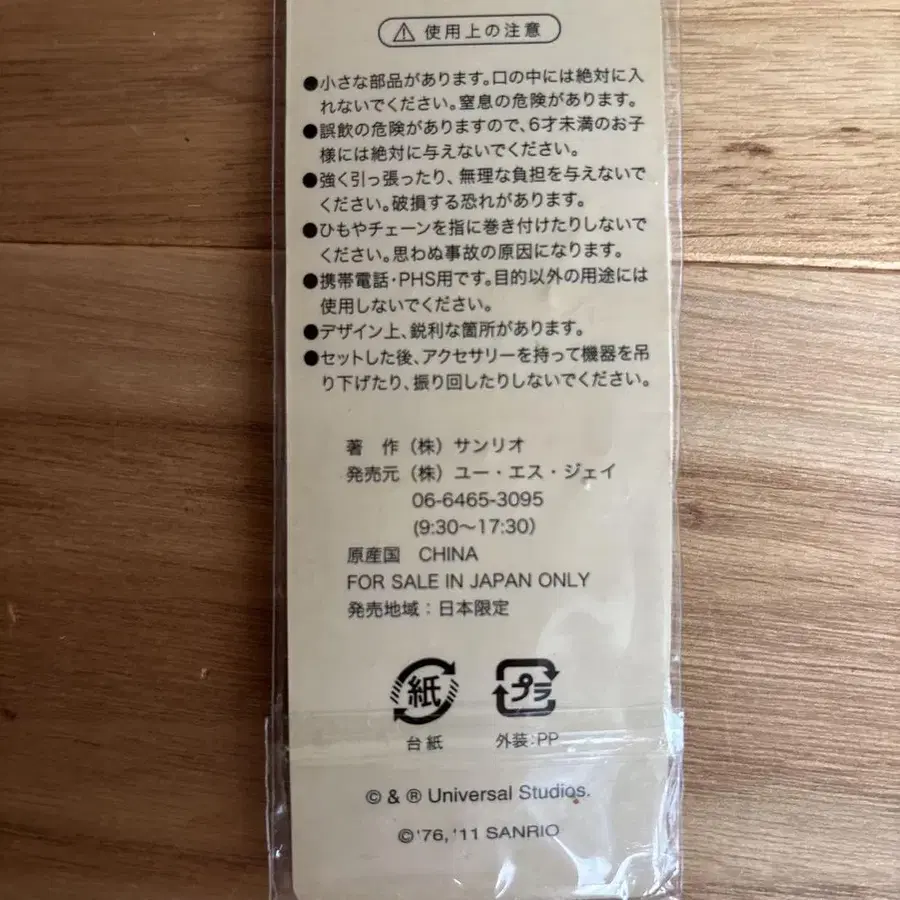 ⚠ 使用上の注意
●小さな部品があります。口の中には絶対に入
れないでください。窒息の危険があります。
●誤飲の危険がありますので、6才未満のお子
様には絶対に与えないでください。
●強く引っ張ったり、無理な負担を与えないで
ください。破損する恐れがあります。
●ひもやチェーンを指に巻き付けたりしないで
ください。思わぬ事故の原因になります。
●携帯電話・PHS用です。目的以外の用途には
使用しないでください。
●デザイン上、鋭利な箇所があります。
●セットした後、アクセサリーを持って機器を吊
り下げたり、振り回したりしないでください。
著　作（株）サンリオ
発売元（株）ユー・エス・ジェイ
06-6465-3095
(9:30〜17:30)
原産国　CHINA
FOR SALE IN JAPAN ONLY
発売地域：日本限定
紙 プラ
台紙 外装:PP
© & ® Universal Studios.
©'76, '11 SANRIO